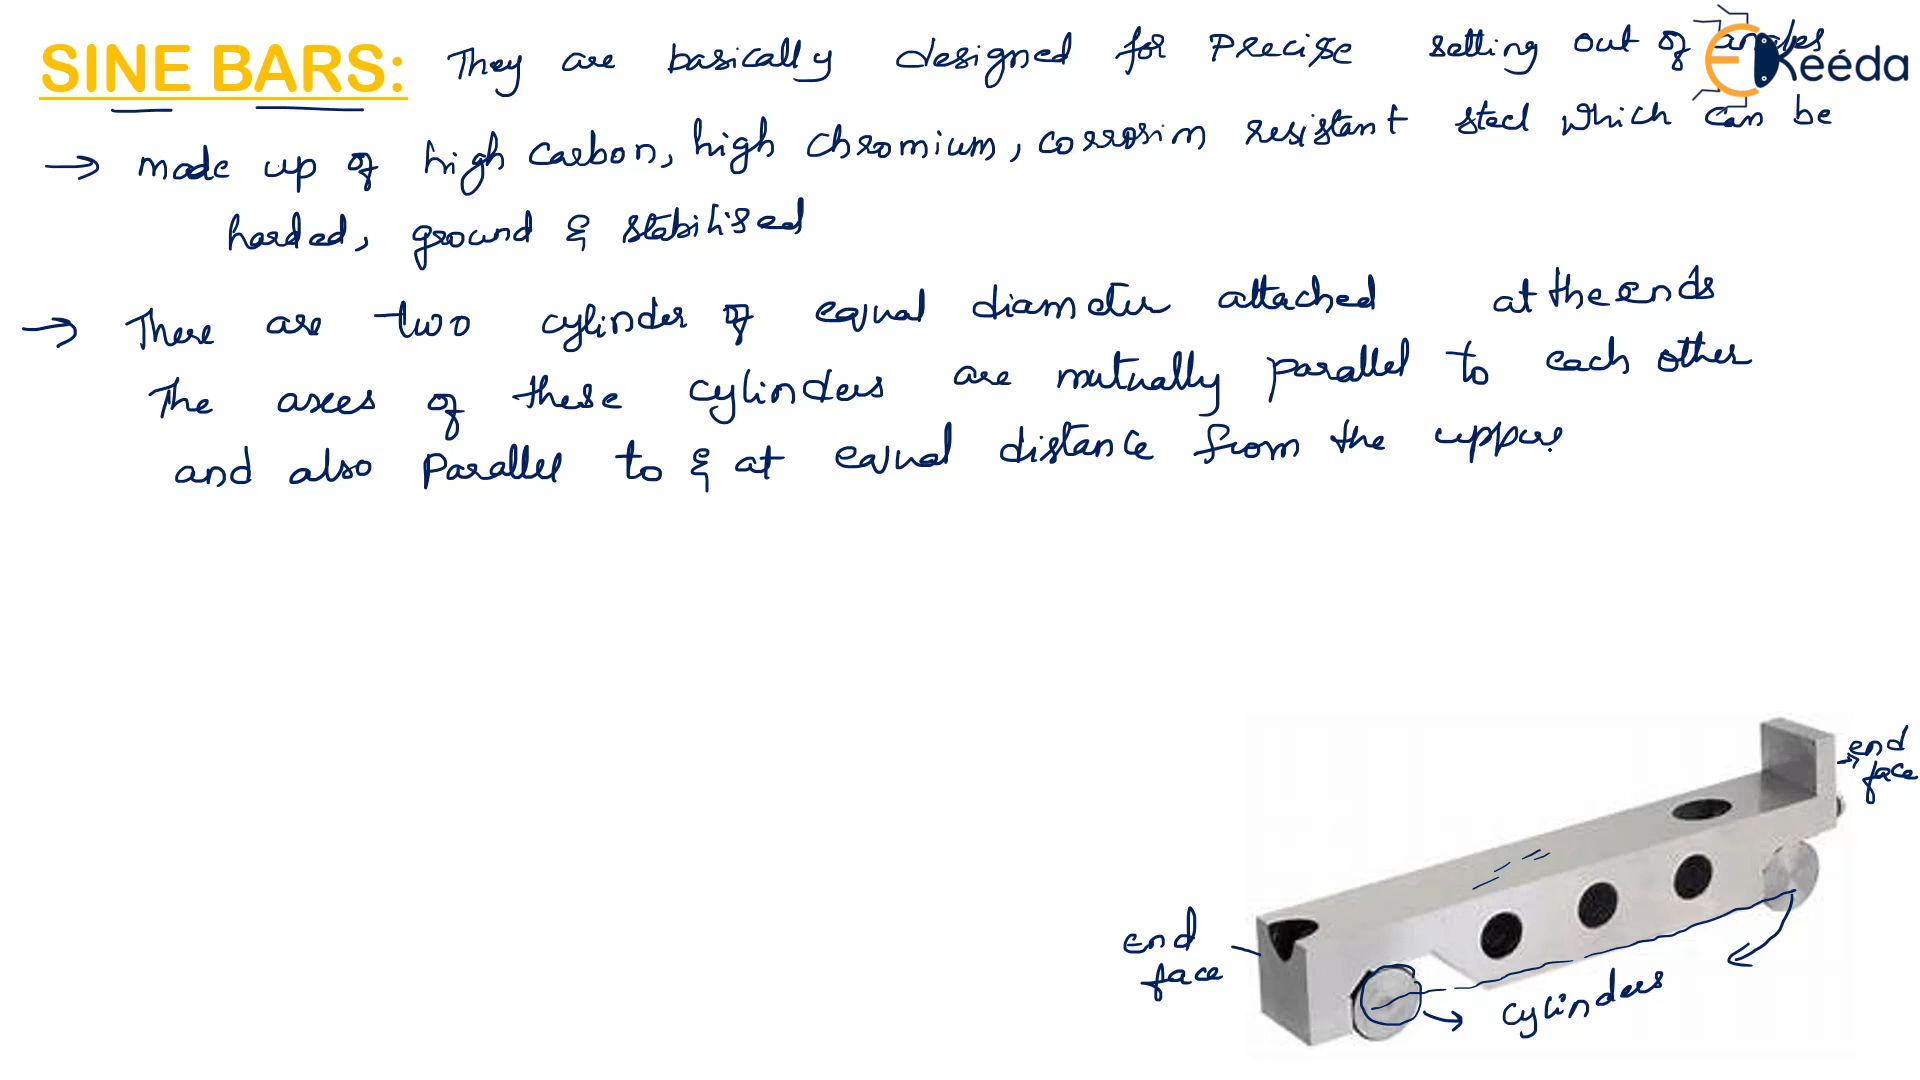 SINE BARS: They are basically designed for Precise setting out of angles
Ekeéda
→ made up of high carbon, high chromium, corrosion resistant steel which can be
harded, ground & stabilised
→ There are two cylinder of equal diameter attached at the ends
The axes of these cylinders are mutually parallel to each other
and also Parallel to & at equal distance from the upper
end
face
end
face
cylinders